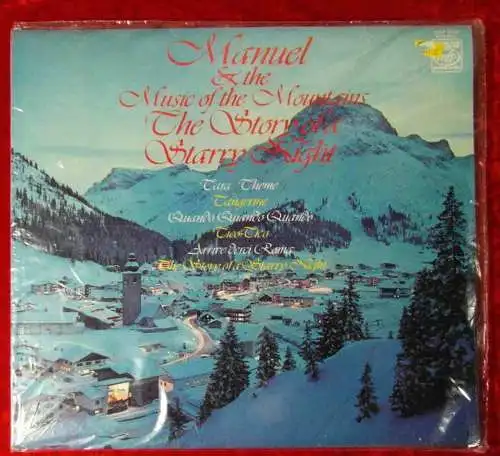 Manuel
& the
Music of the Mountains
The Story of a
Starry Night
Tara Theme
Tangerine
Quando Quando Quando
Tico-Tico
Arrivederci Roma
The Story of a Starry Night